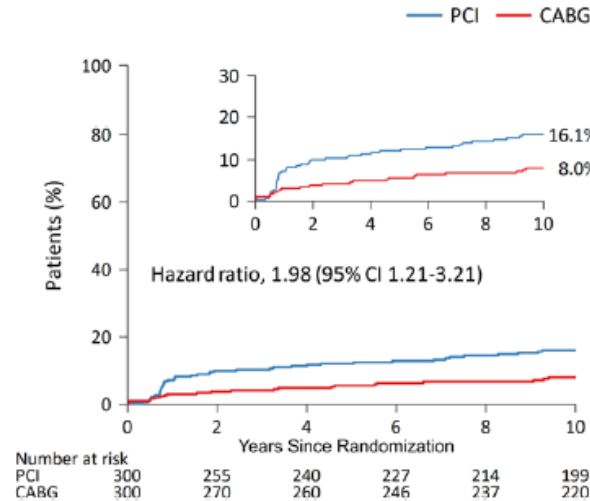 PCI CABG
100
80
60
40
20
0
30
20
10
0
16.1%
8.0%
0 2 4 6 8 10
Patients (%)
Hazard ratio, 1.98 (95% CI 1.21-3.21)
0 2 4 6 8 10
Years Since Randomization
Number at risk
PCI 300 255 240 227 214 199
CABG 300 270 260 246 237 220